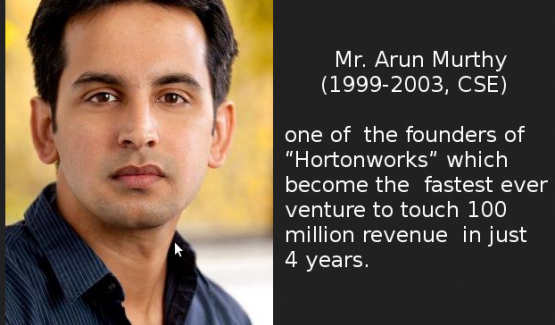 Mr. Arun Murthy
(1999-2003, CSE)
one of the founders of
“Hortonworks” which
become the fastest ever
venture to touch 100
million revenue in just
4 years.